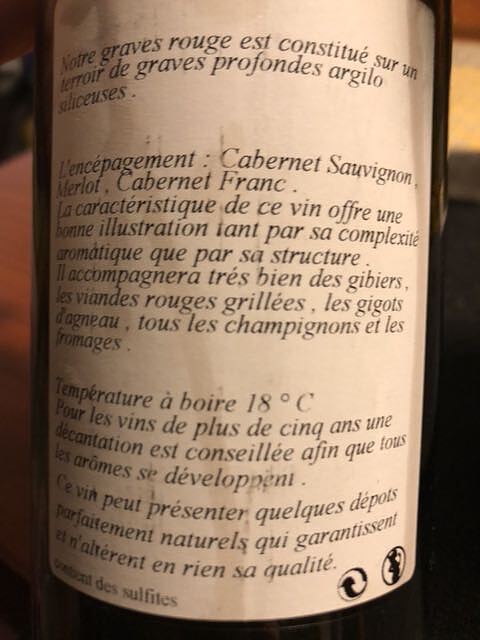 Notre graves rouge est constitué sur un
terroir de graves profondes argilo
siliceuses .
L'encépagement : Cabernet Sauvignon ,
Merlot , Cabernet Franc .
La caractéristique de ce vin offre une
bonne illustration tant par sa complexité
aromàtique que par sa structure .
Il accompagnera trés bien des gibiers ,
les viandes rouges grillées , les gigots
d'agneau , tous les champignons et les
fromages .
Température à boire 18 ° C
Pour les vins de plus de cinq ans une
décantation est conseillée afin que tous
les arômes se développent .
Ce vin peut présenter quelques dépots
parfaitement naturels qui garantissent
et n'altérent en rien sa qualité.
contient des sulfites